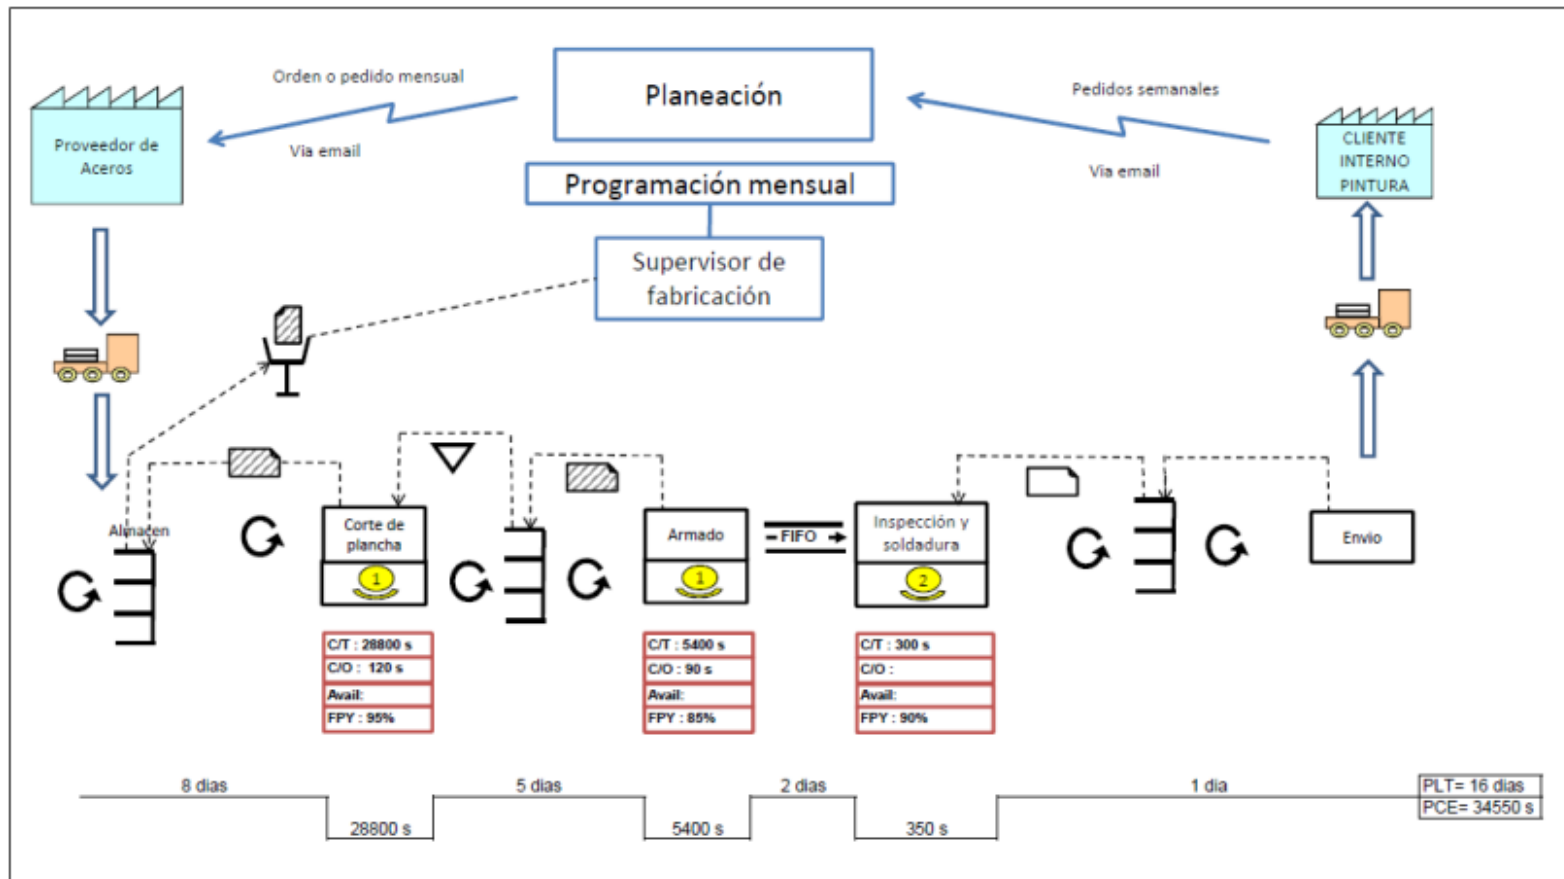 Orden o pedido mensual
Via email
Planeación
Pedidos semanales
Via email
Proveedor de
Aceros
CLIENTE
INTERNO
PINTURA
Programación mensual
Supervisor de
fabricación
Almacen
Corte de
plancha
1
Armado
1
FIFO
Inspección y
soldadura
2
Envio
C/T : 28800 s
C/O : 120 s
Avail:
FPY : 95%
C/T : 5400 s
C/O : 90 s
Avail:
FPY : 85%
C/T : 300 s
C/O :
Avail:
FPY : 90%
8 dias
28800 s
5 dias
5400 s
2 dias
350 s
1 dia
PLT= 16 dias
PCE= 34550 s